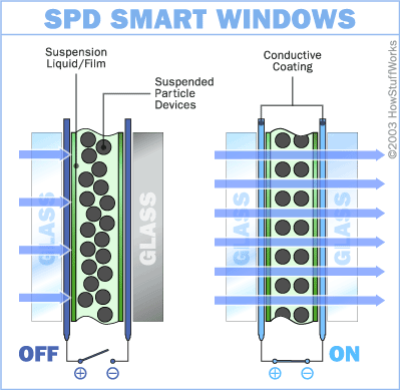 SPD SMART WINDOWS
Suspension
Liquid/Film
Suspended
Particle
Devices
Conductive
Coating
©2003 HowStuffWorks
GLASS
GLASS
GLASS
GLASS
OFF
+ −
+ −
ON